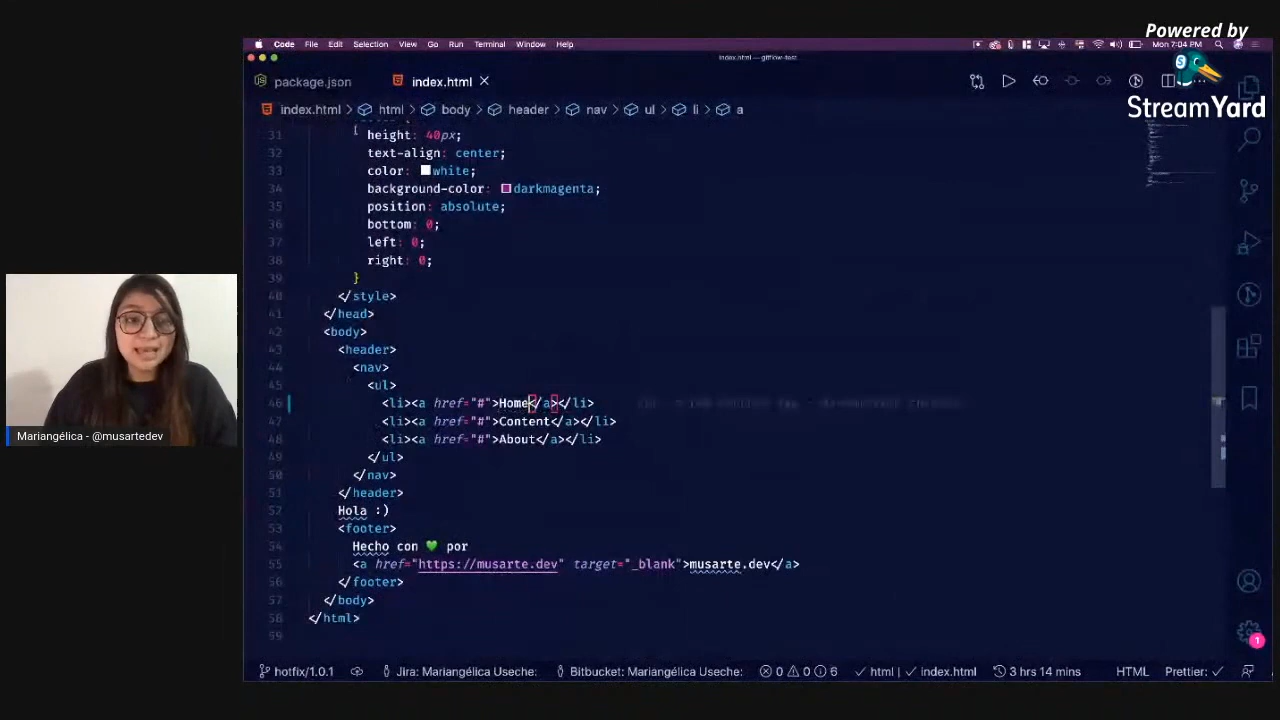 Powered by
StreamYard
Code File Edit Selection View Go Run Terminal Window Help
Mon 7:04 PM
index.html — gitflow-test
package.json
index.html
index.html > html > body > header > nav > ul > li > a
31 height: 40px;
32 text-align: center;
33 color: white;
34 background-color: darkmagenta;
35 position: absolute;
36 bottom: 0;
37 left: 0;
38 right: 0;
39 }
40 </style>
41 </head>
42 <body>
43 <header>
44 <nav>
45 <ul>
46 <li><a href="#">Home</a></li>
47 <li><a href="#">Content</a></li>
48 <li><a href="#">About</a></li>
49 </ul>
50 </nav>
51 </header>
52 Hola :)
53 <footer>
54 Hecho con 💚 por
55 <a href="https://musarte.dev" target="_blank">musarte.dev</a>
56 </footer>
57 </body>
58 </html>
59
Mariangélica - @musartedev
hotfix/1.0.1 Jira: Mariangélica Useche: Bitbucket: Mariangélica Useche: 0 0 6 html | index.html 3 hrs 14 mins HTML Prettier: ✓
1